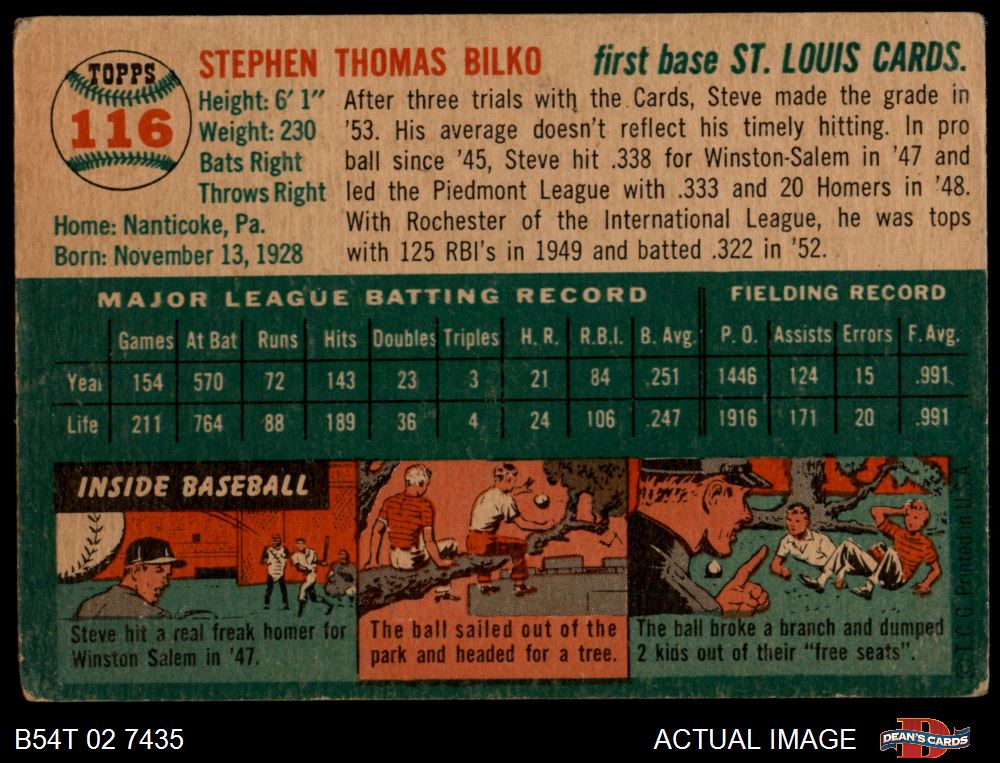 TOPPS
116
STEPHEN THOMAS BILKO
first base ST. LOUIS CARDS.
Height: 6' 1"
Weight: 230
Bats Right
Throws Right
Home: Nanticoke, Pa.
Born: November 13, 1928
After three trials with the Cards, Steve made the grade in
'53. His average doesn't reflect his timely hitting. In pro
ball since '45, Steve hit .338 for Winston-Salem in '47 and
led the Piedmont League with .333 and 20 Homers in '48.
With Rochester of the International League, he was tops
with 125 RBI's in 1949 and batted .322 in '52.
MAJOR LEAGUE BATTING RECORD FIELDING RECORD
Games At Bat Runs Hits Doubles Triples H. R. R.B.I. B. Avg. P. O. Assists Errors F. Avg.
Year 154 570 72 143 23 3 21 84 .251 1446 124 15 .991
Life 211 764 88 189 36 4 24 106 .247 1916 171 20 .991
INSIDE BASEBALL
Steve hit a real freak homer for
Winston Salem in '47.
The ball sailed out of the
park and headed for a tree.
The ball broke a branch and dumped
2 kids out of their "free seats".
© T.C.G. Printed in U.S.A.
B54T 02 7435
ACTUAL IMAGE
D
DEAN'S CARDS